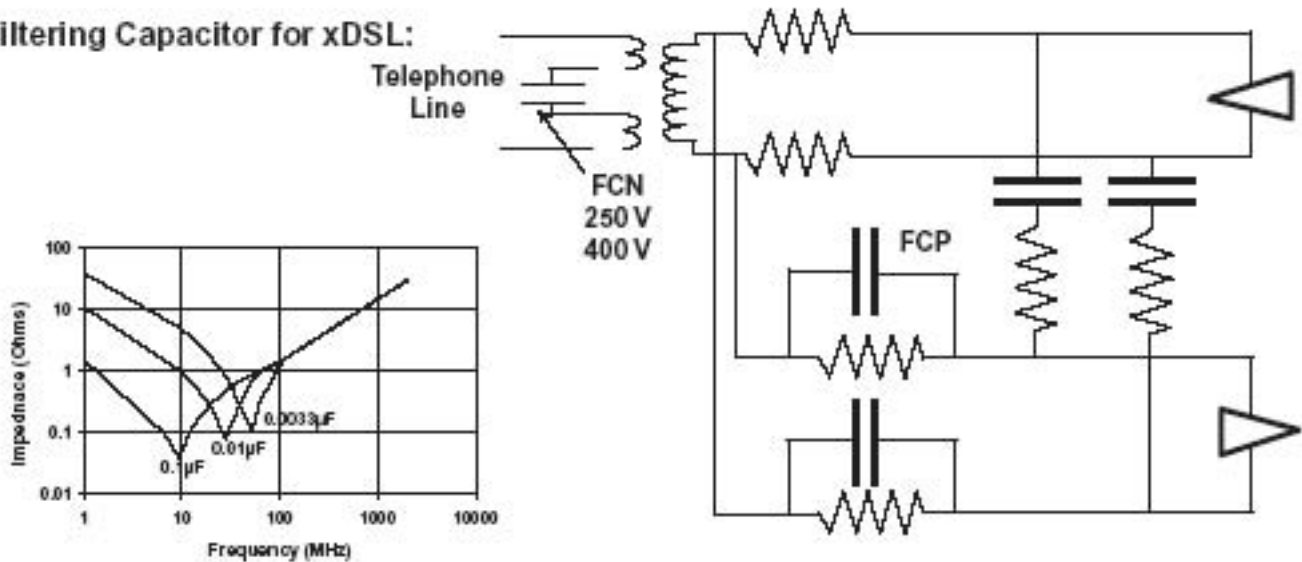 iltering Capacitor for xDSL:
Telephone
Line
FCN
250 V
400 V
FCP
100
10
1
0.1
0.01
Impednace (Ohms)
0.1µF
0.01µF
0.0033µF
1
10
100
1000
10000
Frequency (MHz)